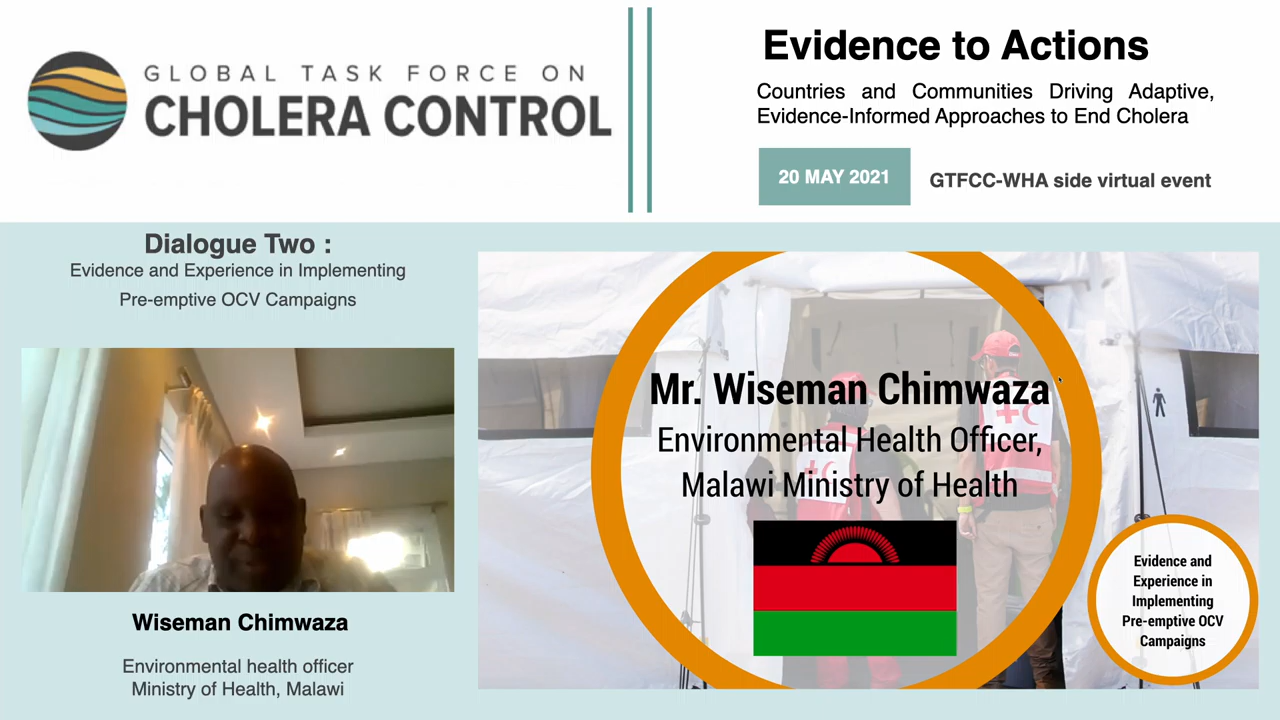 GLOBAL TASK FORCE ON
CHOLERA CONTROL
Evidence to Actions
Countries and Communities Driving Adaptive,
Evidence-Informed Approaches to End Cholera
20 MAY 2021
GTFCC-WHA side virtual event
Dialogue Two :
Evidence and Experience in Implementing
Pre-emptive OCV Campaigns
Wiseman Chimwaza
Environmental health officer
Ministry of Health, Malawi
Mr. Wiseman Chimwaza
Environmental Health Officer,
Malawi Ministry of Health
Evidence and
Experience in
Implementing
Pre-emptive OCV
Campaigns